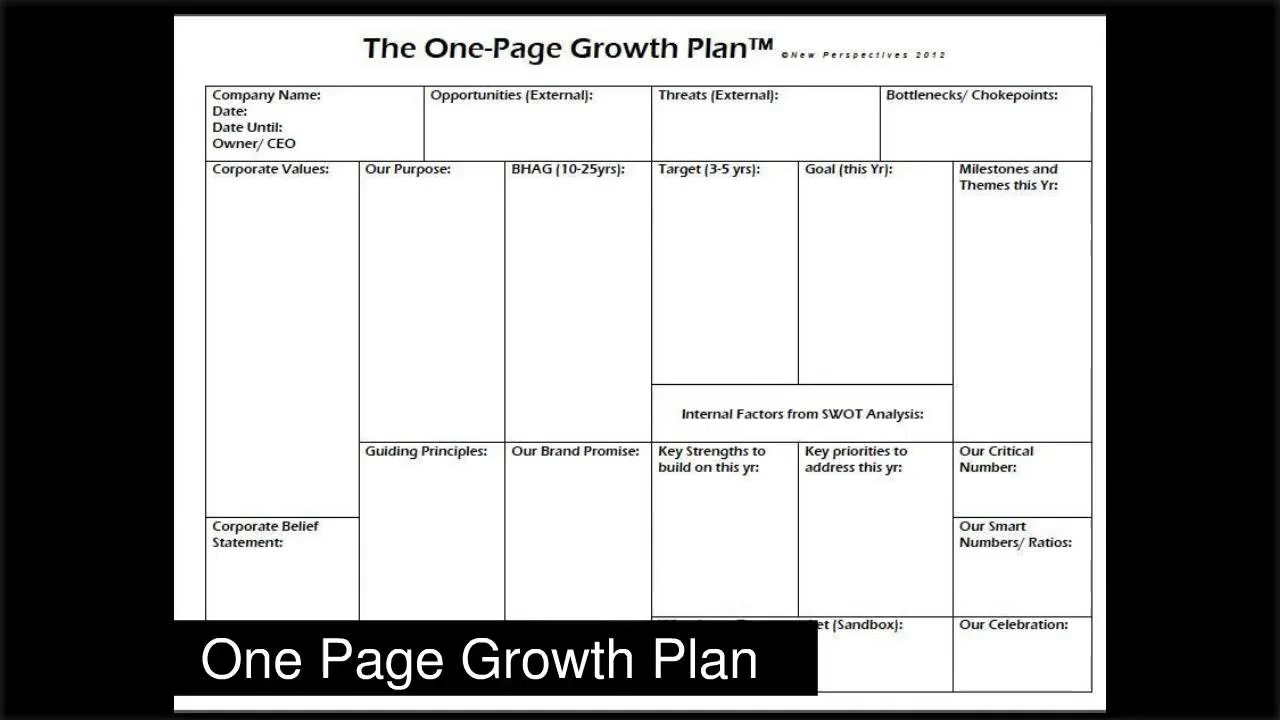 The One-Page Growth Plan™ ©New Perspectives 2012
Company Name:
Date:
Date Until:
Owner/ CEO
Opportunities (External):
Threats (External):
Bottlenecks/ Chokepoints:
Corporate Values:
Our Purpose:
BHAG (10-25yrs):
Target (3-5 yrs):
Goal (this Yr):
Milestones and
Themes this Yr:
Internal Factors from SWOT Analysis:
Guiding Principles:
Our Brand Promise:
Key Strengths to
build on this yr:
Key priorities to
address this yr:
Our Critical
Number:
Corporate Belief
Statement:
Our Smart
Numbers/ Ratios:
(Sandbox):
Our Celebration:
One Page Growth Plan